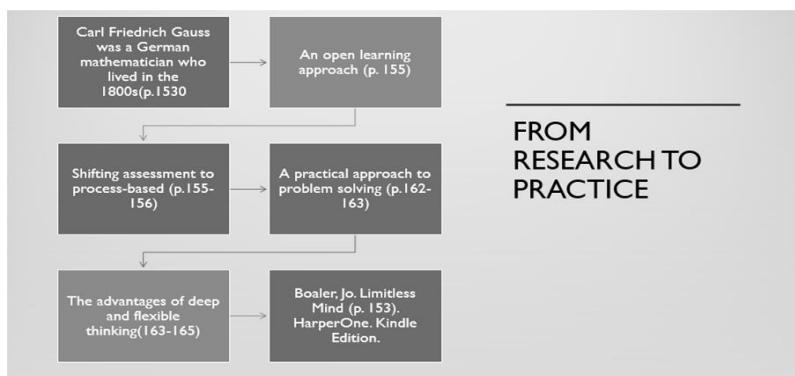 Carl Friedrich Gauss
was a German
mathematician who
lived in the
1800s(p.1530
An open learning
approach (p. 155)
Shifting assessment to
process-based (p.155-
156)
A practical approach to
problem solving (p.162-
163)
The advantages of deep
and flexible
thinking(163-165)
Boaler, Jo. Limitless
Mind (p. 153).
HarperOne. Kindle
Edition.
FROM
RESEARCH TO
PRACTICE